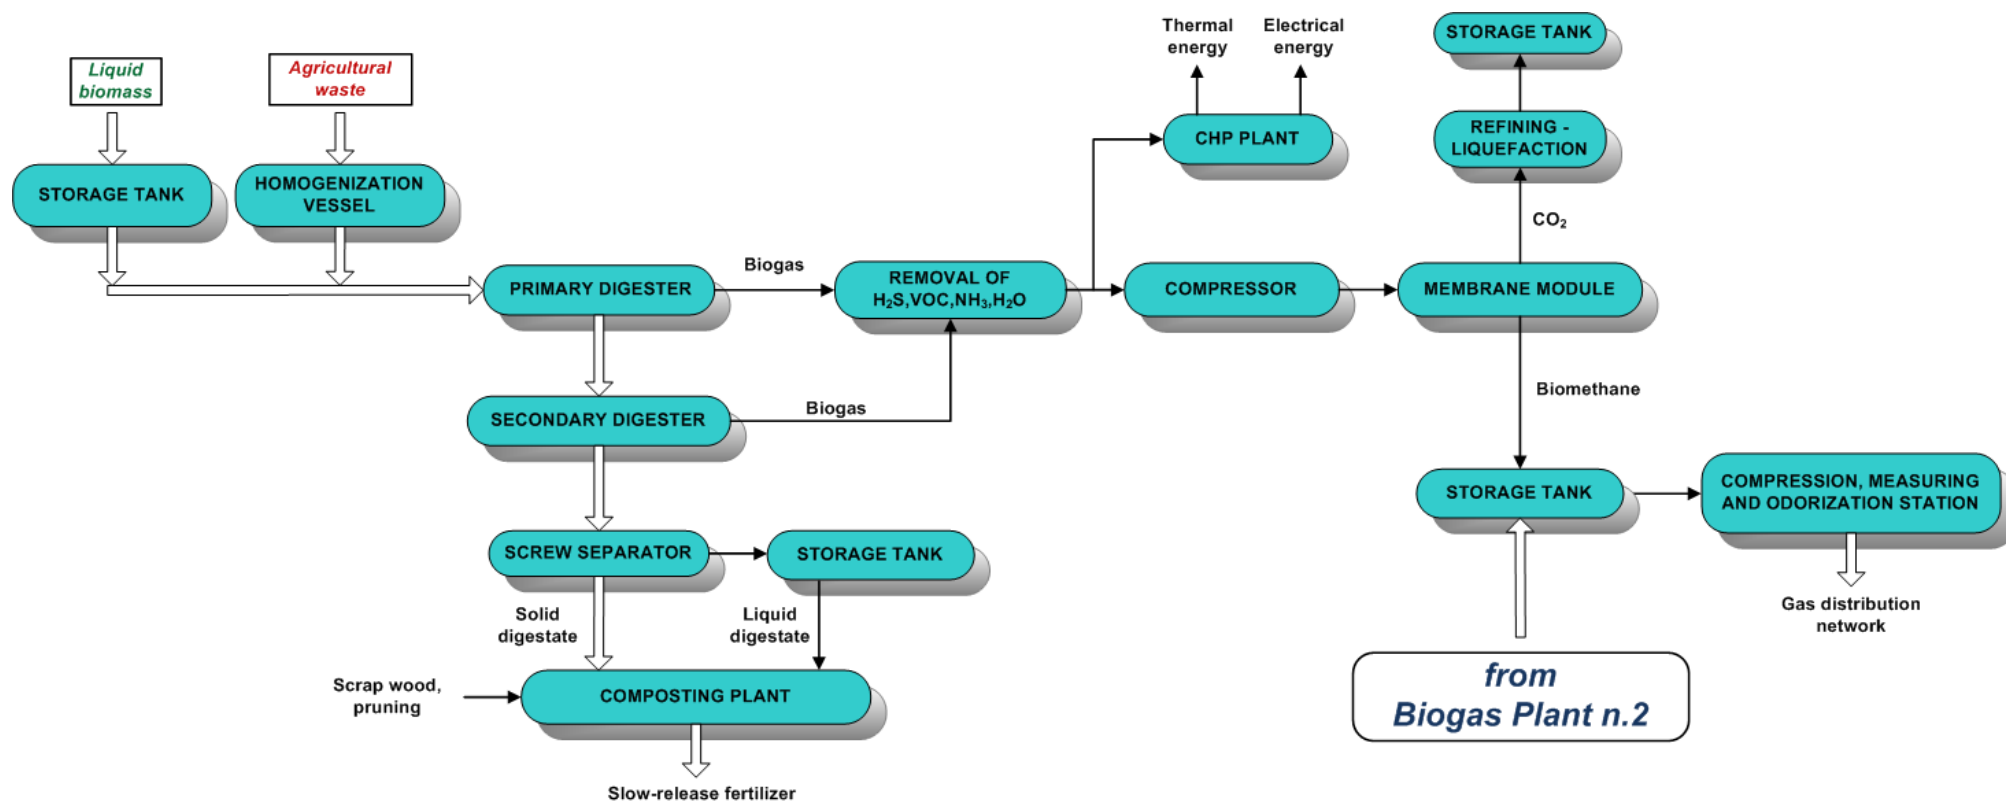 Thermal
energy
Electrical
energy
STORAGE TANK
Liquid
biomass
Agricultural
waste
CHP PLANT
REFINING -
LIQUEFACTION
STORAGE TANK
HOMOGENIZATION
VESSEL
CO₂
Biogas
PRIMARY DIGESTER
REMOVAL OF
H₂S,VOC,NH₃,H₂O
COMPRESSOR
MEMBRANE MODULE
Biomethane
SECONDARY DIGESTER
Biogas
STORAGE TANK
COMPRESSION, MEASURING
AND ODORIZATION STATION
SCREW SEPARATOR
STORAGE TANK
Solid
digestate
Liquid
digestate
Gas distribution
network
Scrap wood,
pruning
COMPOSTING PLANT
from
Biogas Plant n.2
Slow-release fertilizer